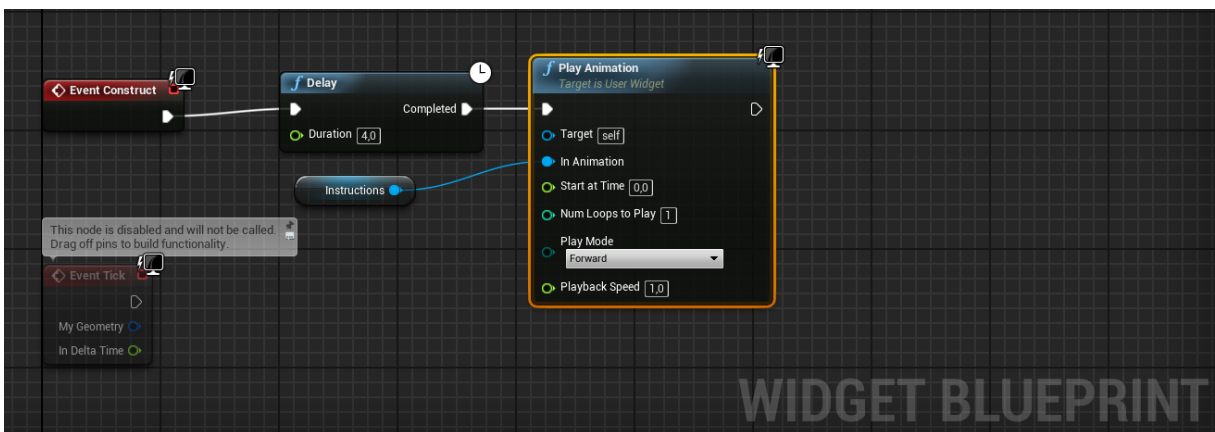 Event Construct
Delay
Completed
Duration 4,0
Instructions
Play Animation
Target is User Widget
Target self
In Animation
Start at Time 0,0
Num Loops to Play 1
Play Mode
Forward
Playback Speed 1,0
This node is disabled and will not be called.
Drag off pins to build functionality.
Event Tick
My Geometry
In Delta Time
WIDGET BLUEPRINT